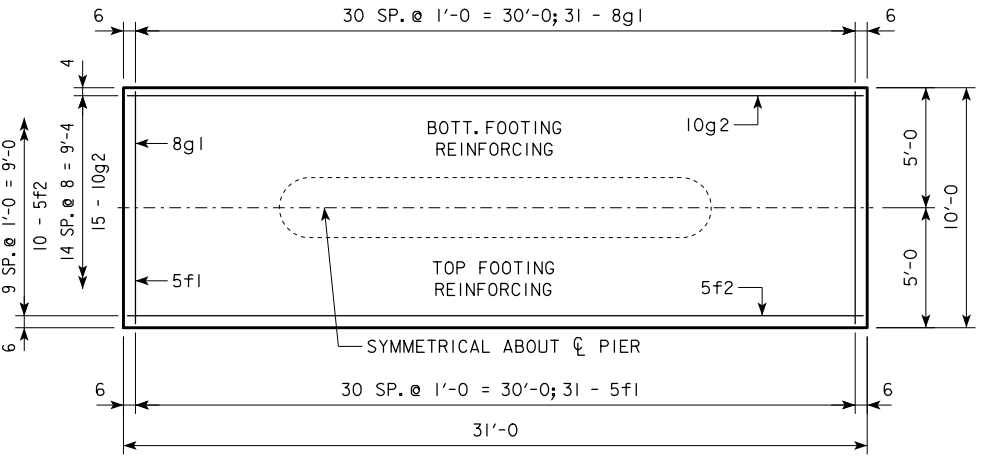 6
30 SP. @ 1'-0 = 30'-0; 31 - 8g1
6
4
10g2
BOTT. FOOTING
REINFORCING
8g1
9 SP. @ 1'-0 = 9'-0
10 - 5f2
14 SP. @ 8 = 9'-4
15 - 10g2
5'-0
10'-0
5'-0
5f1
TOP FOOTING
REINFORCING
5f2
6
SYMMETRICAL ABOUT ℄ PIER
6
30 SP. @ 1'-0 = 30'-0; 31 - 5f1
6
31'-0